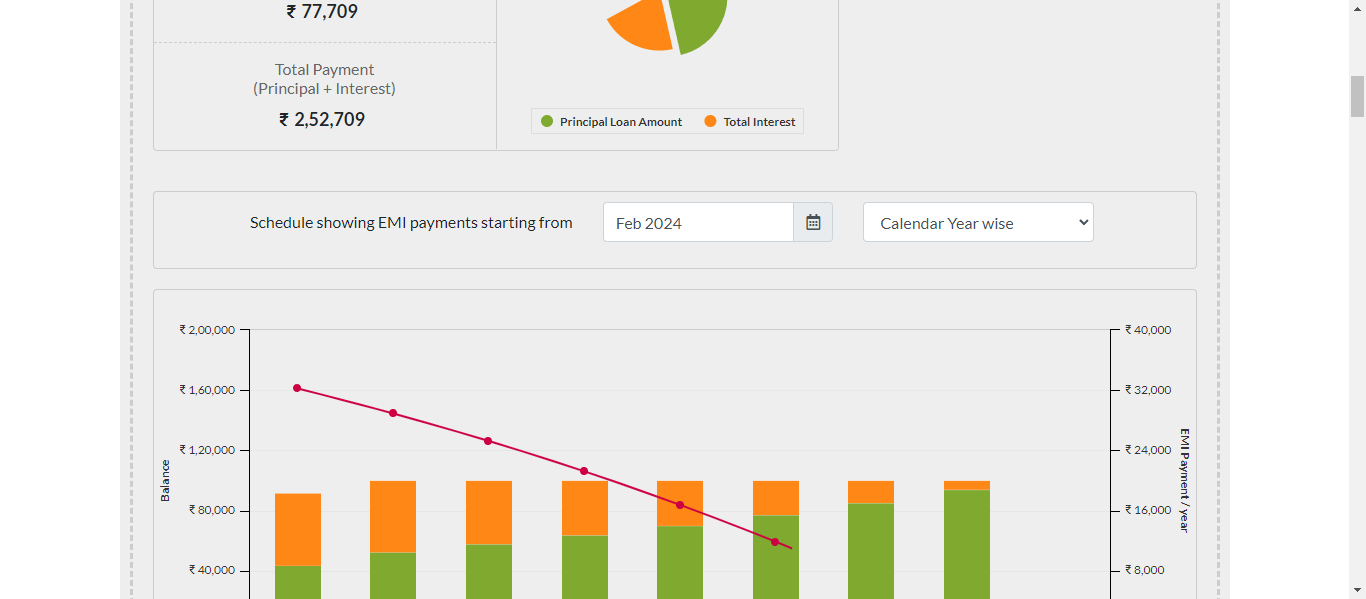 ₹ 77,709
Total Payment
(Principal + Interest)
₹ 2,52,709
Principal Loan Amount
Total Interest
Schedule showing EMI payments starting from
Feb 2024
Calendar Year wise
₹ 2,00,000
₹ 1,60,000
₹ 1,20,000
₹ 80,000
₹ 40,000
Balance
₹ 40,000
₹ 32,000
₹ 24,000
₹ 16,000
₹ 8,000
EMI Payment / year